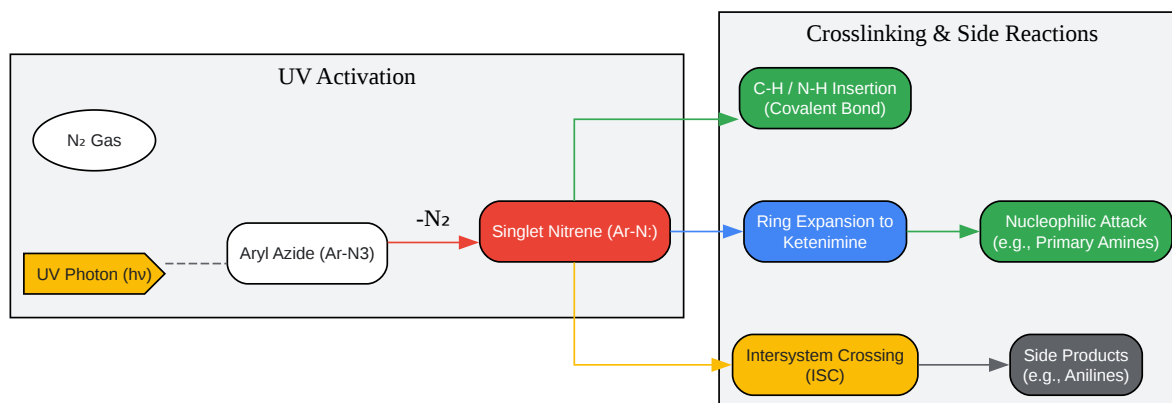 UV Activation
N₂ Gas
UV Photon (hν)
Aryl Azide (Ar-N3)
-N₂
Singlet Nitrene (Ar-N:)
Crosslinking & Side Reactions
C-H / N-H Insertion
(Covalent Bond)
Ring Expansion to
Ketenimine
Nucleophilic Attack
(e.g., Primary Amines)
Intersystem Crossing
(ISC)
Side Products
(e.g., Anilines)